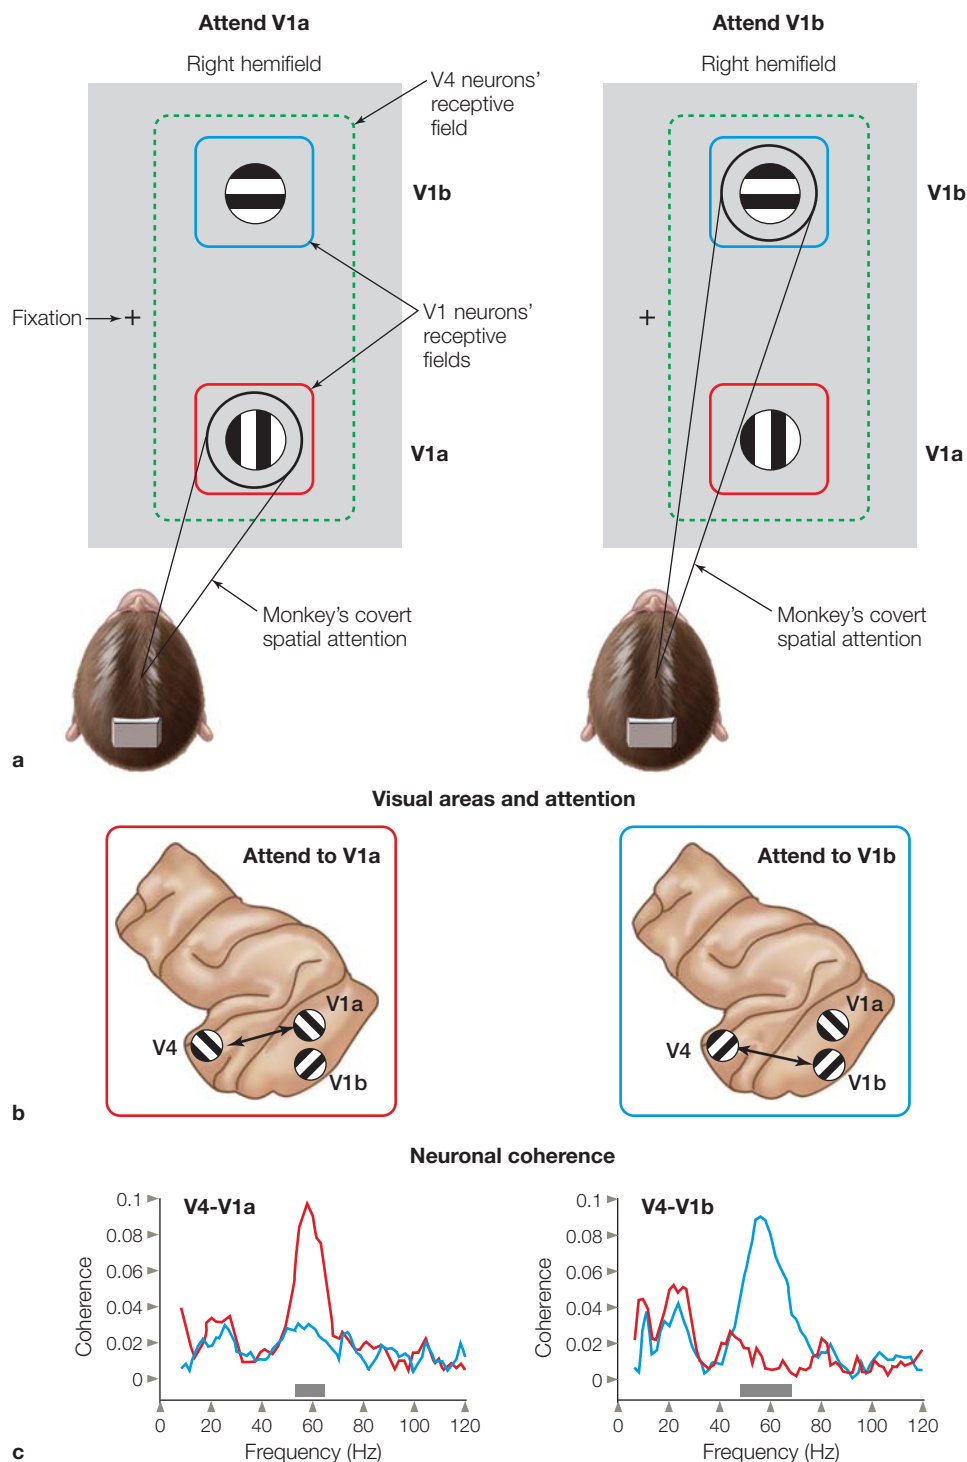 Attend V1a
Right hemifield
V4 neurons'
receptive
field
V1b
Fixation
+
V1 neurons'
receptive
fields
V1a
Monkey's covert
spatial attention
Attend V1b
Right hemifield
V1b
+
V1a
Monkey's covert
spatial attention
a
Visual areas and attention
Attend to V1a
V1a
V4
V1b
Attend to V1b
V1a
V4
V1b
b
Neuronal coherence
V4-V1a
Coherence
0.1
0.08
0.06
0.04
0.02
0
0 20 40 60 80 100 120
Frequency (Hz)
V4-V1b
Coherence
0.1
0.08
0.06
0.04
0.02
0
0 20 40 60 80 100 120
Frequency (Hz)
c